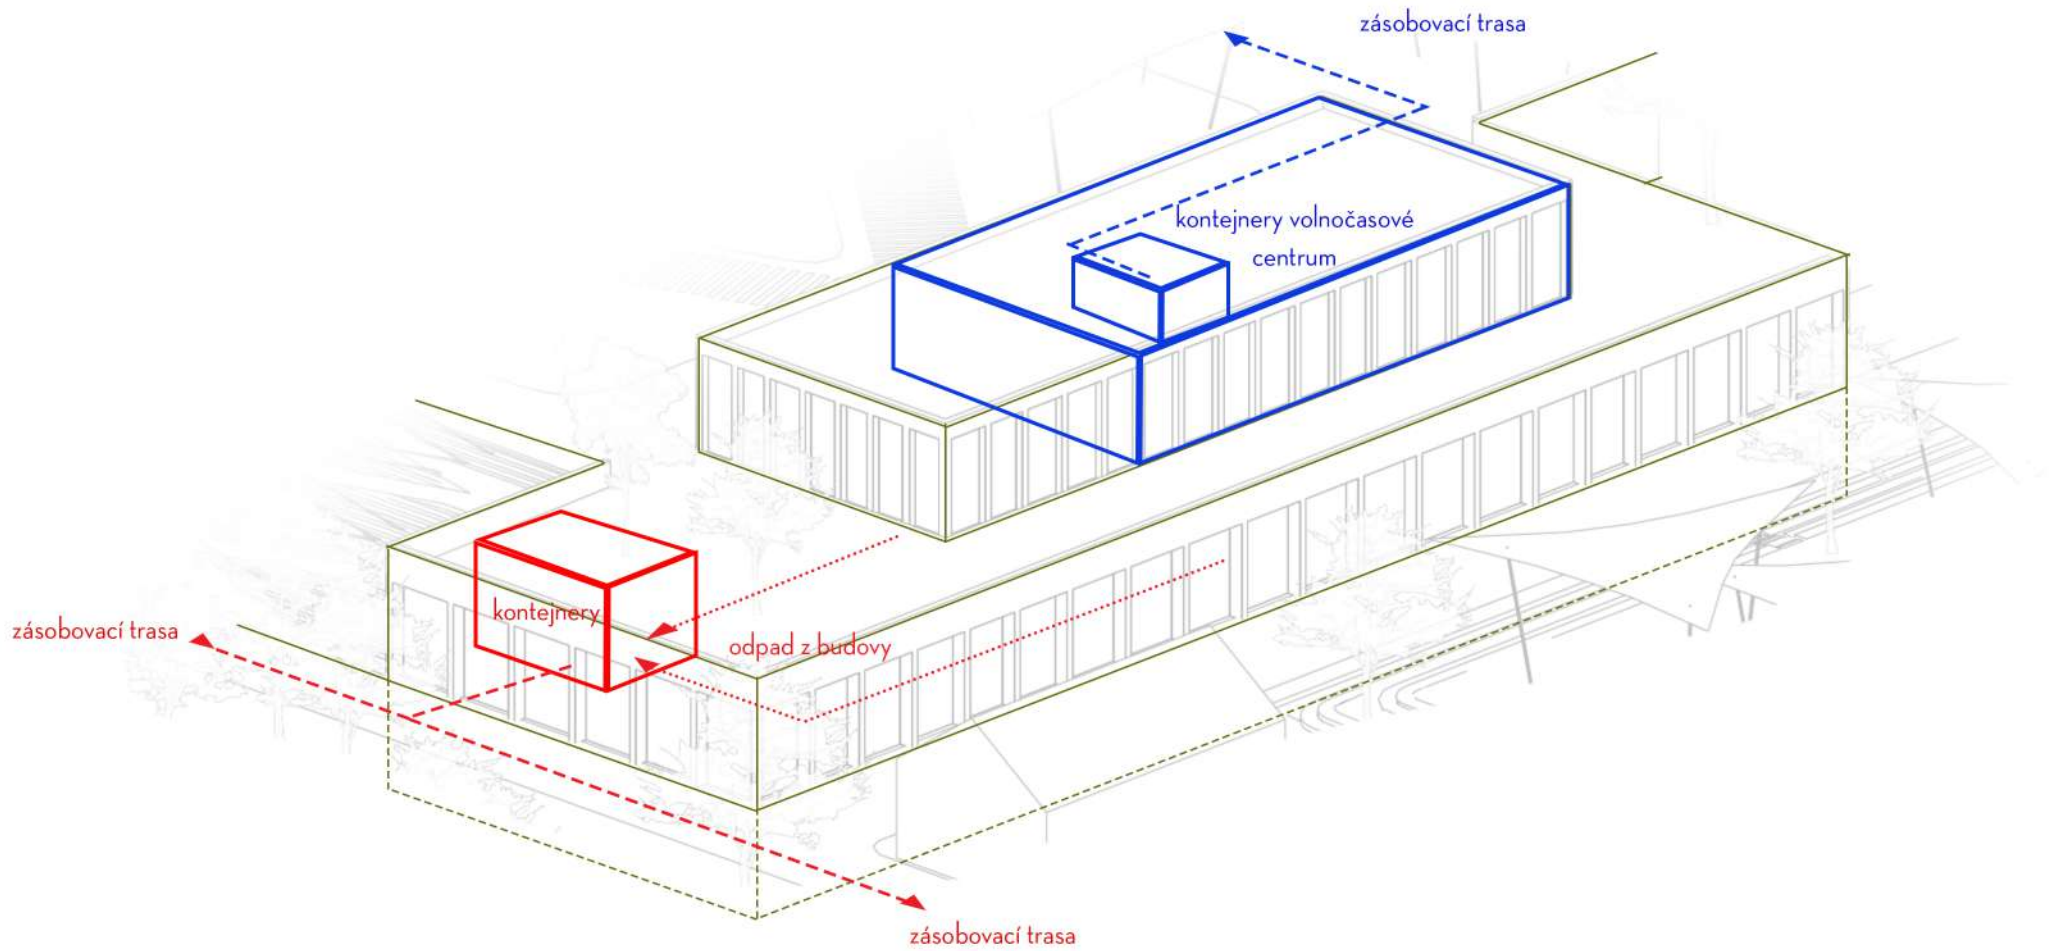 zásobovací trasa
kontejnery volnočasové
centrum
kontejnery
zásobovací trasa
odpad z budovy
zásobovací trasa